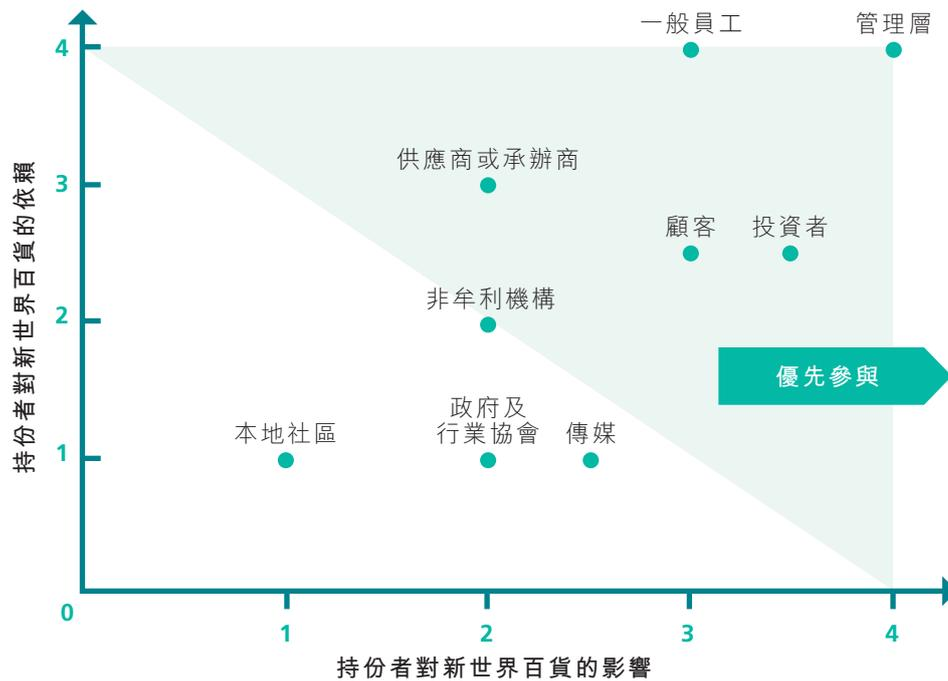 一般員工
管理層
4
供應商或承辦商
3
顧客
投資者
持份者對新世界百貨的依賴
非牟利機構
2
優先參與
政府及
行業協會
本地社區
傳媒
1
0
1
2
3
4
持份者對新世界百貨的影響